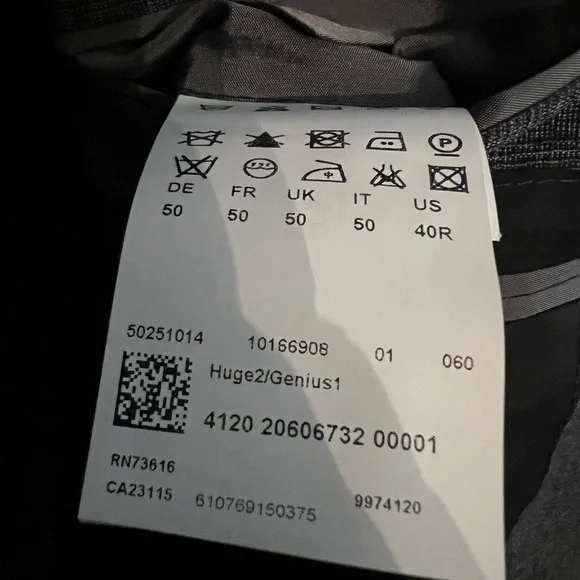 P
DE FR UK IT US
50 50 50 50 40R
50251014 10166908 01 060
Huge2/Genius1
4120 20606732 00001
RN73616
CA23115 610769150375 9974120